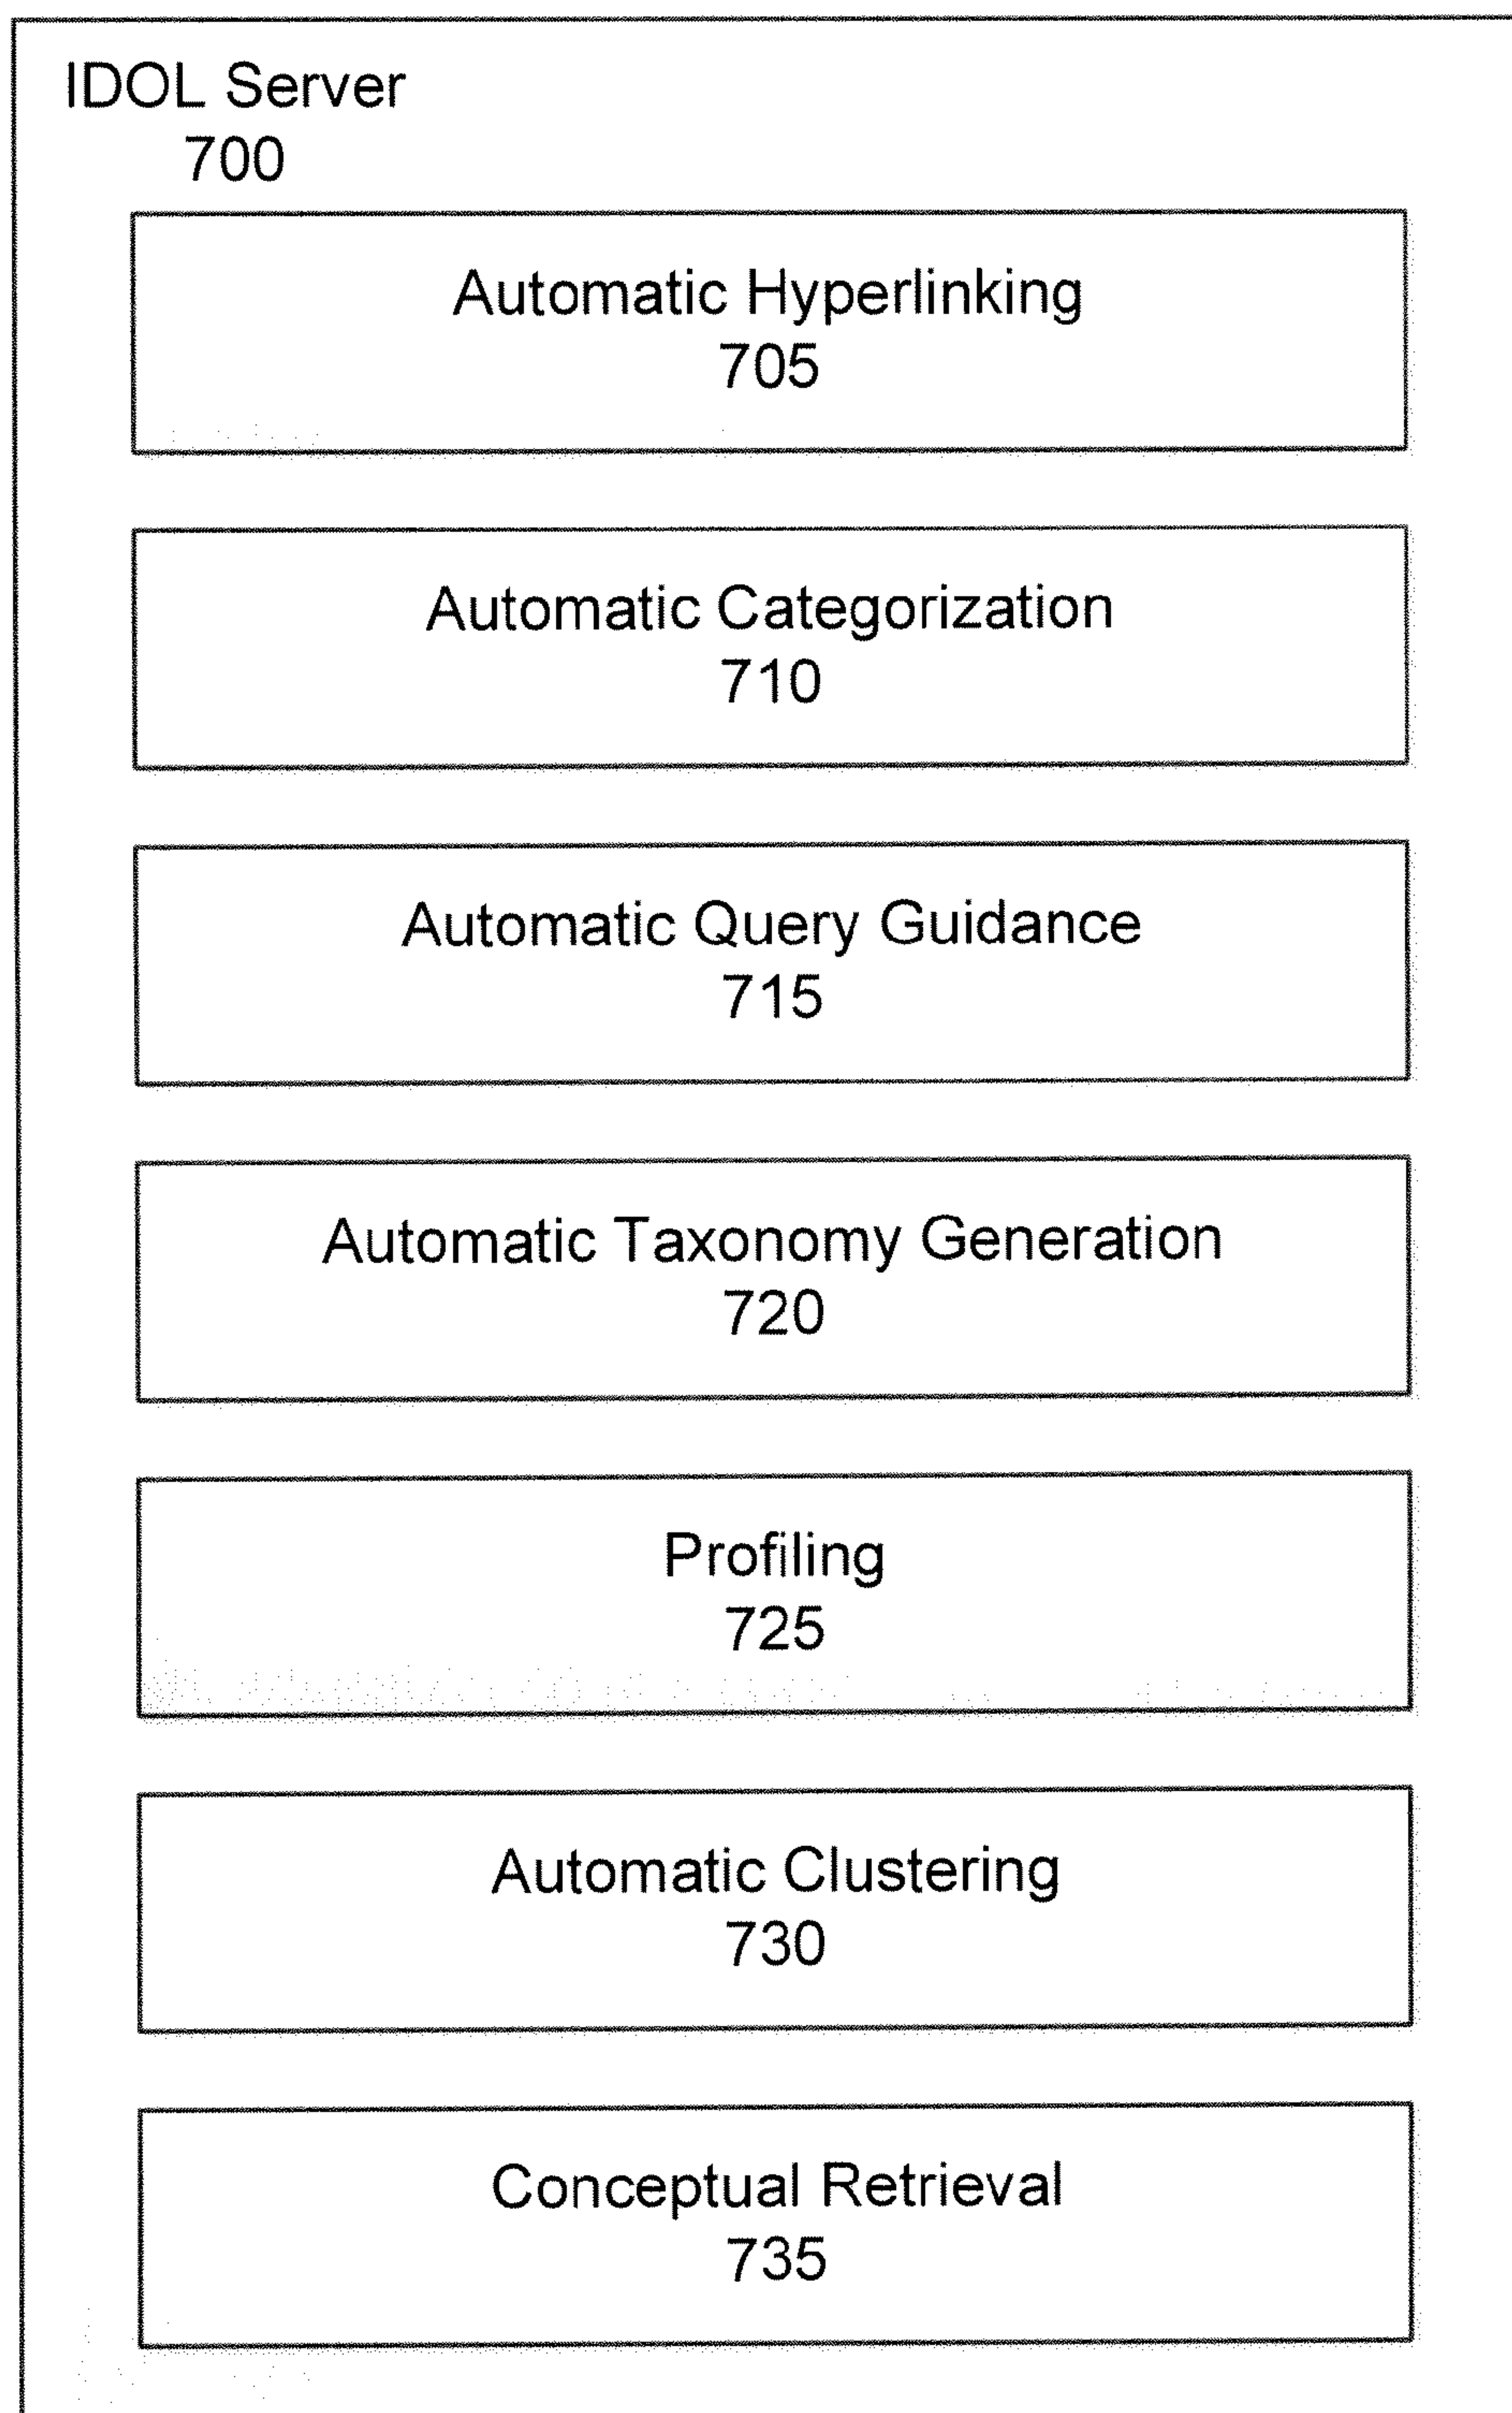 IDOL Server
700
Automatic Hyperlinking
705
Automatic Categorization
710
Automatic Query Guidance
715
Automatic Taxonomy Generation
720
Profiling
725
Automatic Clustering
730
Conceptual Retrieval
735